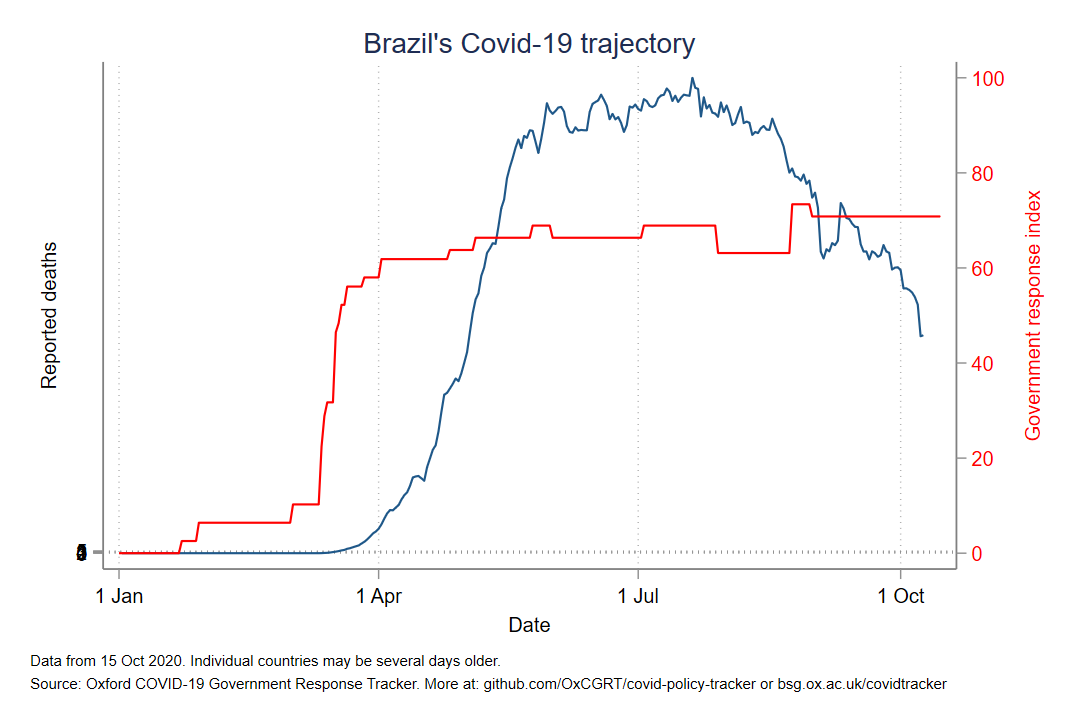 Brazil's Covid-19 trajectory
Reported deaths
100
80
60
40
20
0
Government response index
1 Jan
1 Apr
1 Jul
1 Oct
Date
Data from 15 Oct 2020. Individual countries may be several days older.
Source: Oxford COVID-19 Government Response Tracker. More at: github.com/OxCGRT/covid-policy-tracker or bsg.ox.ac.uk/covidtracker